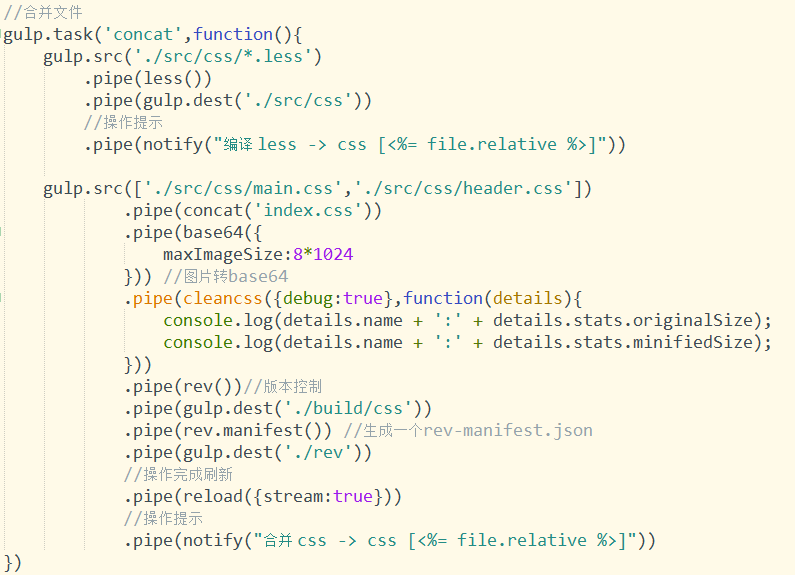 //合并文件
gulp.task('concat',function(){
    gulp.src('./src/css/*.less')
        .pipe(less())
        .pipe(gulp.dest('./src/css'))
        //操作提示
        .pipe(notify("编译 less -> css [<%= file.relative %>]"))

    gulp.src(['./src/css/main.css','./src/css/header.css'])
            .pipe(concat('index.css'))
            .pipe(base64({
                maxImageSize:8*1024
            })) //图片转base64
            .pipe(cleancss({debug:true},function(details){
                console.log(details.name + ':' + details.stats.originalSize);
                console.log(details.name + ':' + details.stats.minifiedSize);
            }))
            .pipe(rev())//版本控制
            .pipe(gulp.dest('./build/css'))
            .pipe(rev.manifest()) //生成一个rev-manifest.json
            .pipe(gulp.dest('./rev'))
            //操作完成刷新
            .pipe(reload({stream:true}))
            //操作提示
            .pipe(notify("合并 css -> css [<%= file.relative %>]"))
})